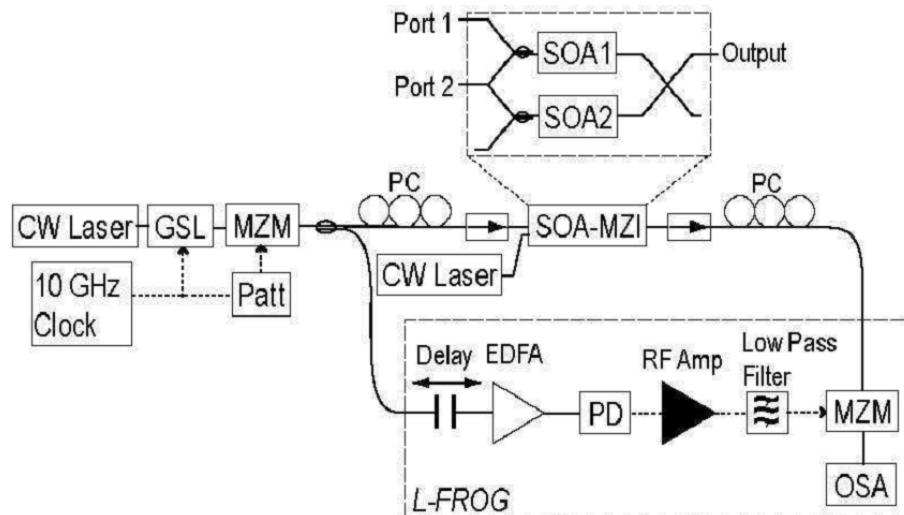 Port 1
SOA1
Output
Port 2
SOA2
PC
PC
CW Laser
GSL
MZM
SOA-MZI
CW Laser
10 GHz
Clock
Patt
Delay
EDFA
RF Amp
Low Pass
Filter
PD
MZM
OSA
L-FROG